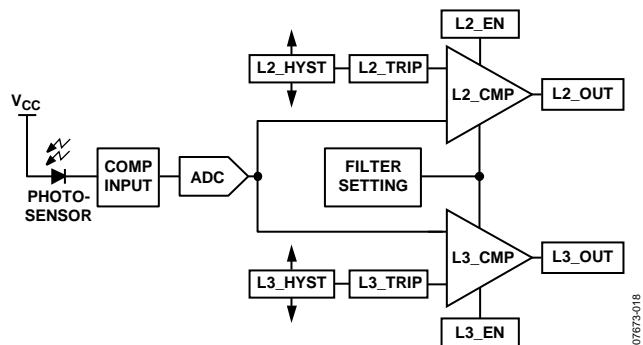 L2_EN
L2_HYST
L2_TRIP
L2_CMP
L2_OUT
VCC
PHOTO-
SENSOR
COMP
INPUT
ADC
FILTER
SETTING
L3_CMP
L3_OUT
L3_HYST
L3_TRIP
L3_EN
07673-018